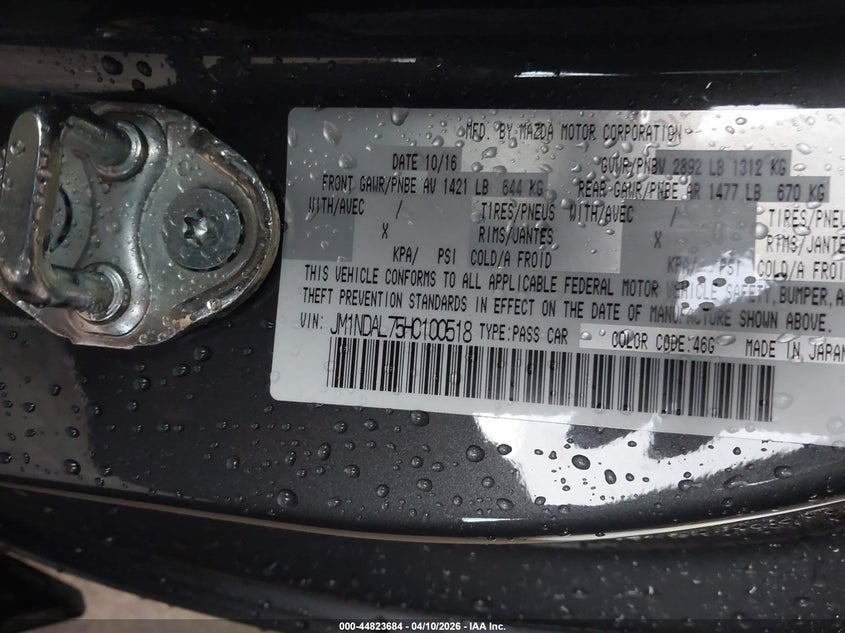 MFD. BY MAZDA MOTOR CORPORATION
DATE 10/16 GVWR/PNBV 2892 LB 1312 KG
FRONT GAWR/PNBE AV 1421 LB 644 KG REAR GAWR/PNBE AR 1477 LB 670 KG
WITH/AVEC / TIRES/PNEUS WITH/AVEC / TIRES/PNEU
X RIMS/JANTES X RIMS/JANTE
KPA/ PSI COLD/A FROID KPA/ PSI COLD/A FROID
THIS VEHICLE CONFORMS TO ALL APPLICABLE FEDERAL MOTOR VEHICLE SAFETY, BUMPER, A
THEFT PREVENTION STANDARDS IN EFFECT ON THE DATE OF MANUFACTURE SHOWN ABOVE.
VIN: JM1NDAL75H0100518 TYPE:PASS CAR COLOR CODE:46G MADE IN JAPAN
000-44823684 - 04/10/2026 - IAA Inc.